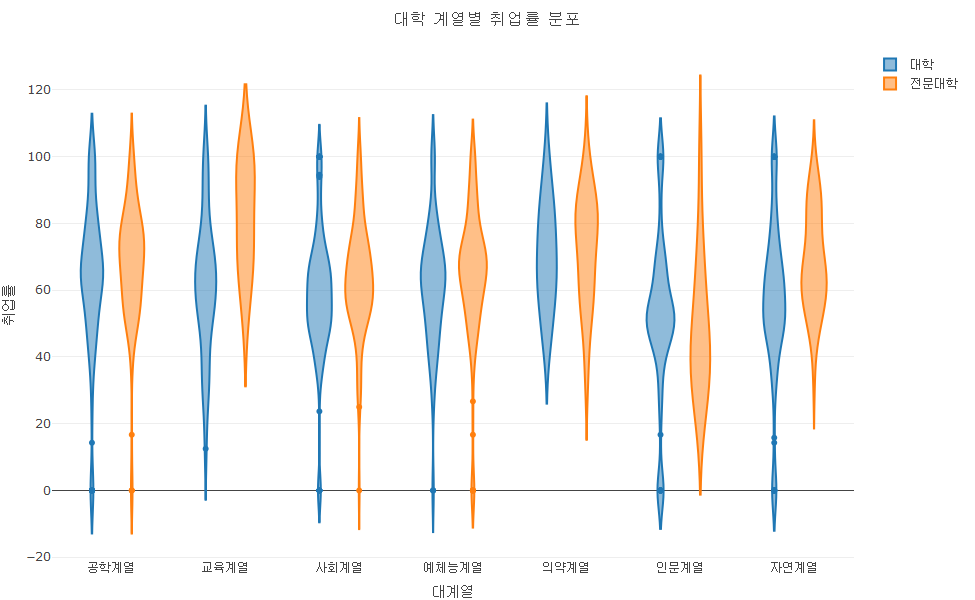 대학 계열별 취업률 분포
대학
전문대학
120
100
80
60
40
20
0
−20
취업률
공학계열 교육계열 사회계열 예체능계열 의약계열 인문계열 자연계열
대계열